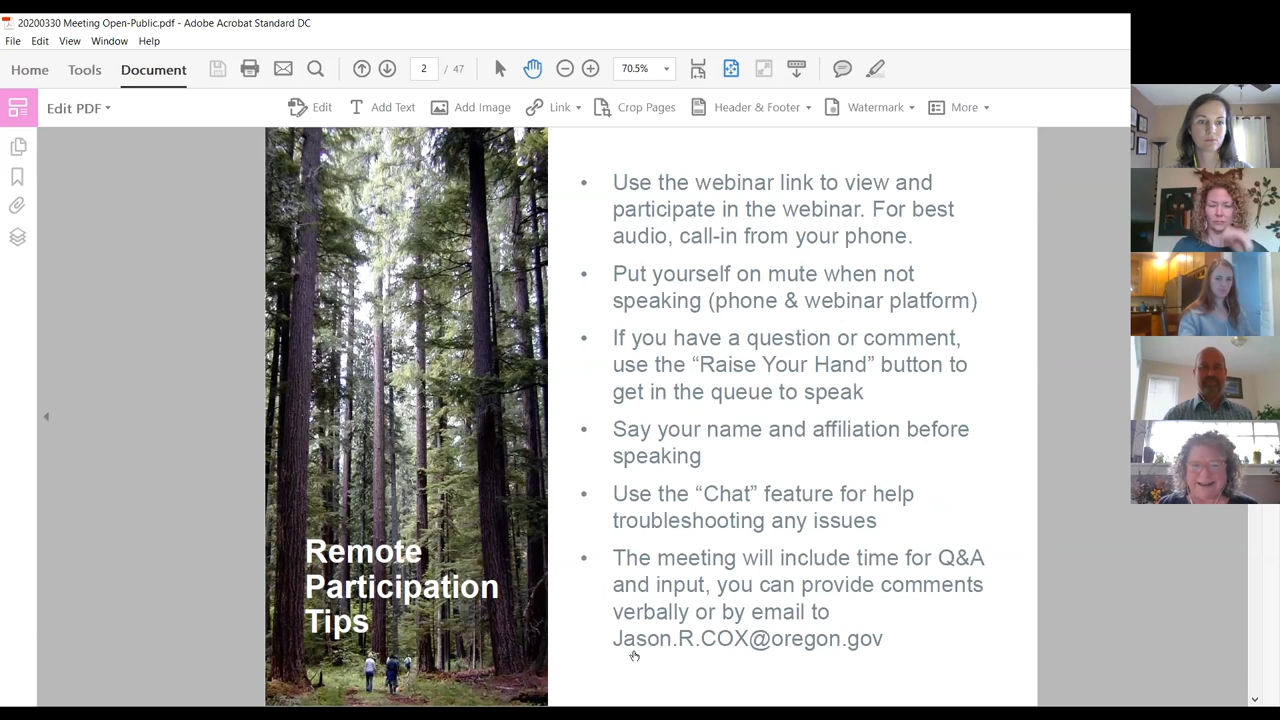 20200330 Meeting Open-Public.pdf - Adobe Acrobat Standard DC
File Edit View Window Help
Home Tools Document 2 / 47 70.5%
Edit PDF Edit Add Text Add Image Link Crop Pages Header & Footer Watermark More
Remote
Participation
Tips
• Use the webinar link to view and
participate in the webinar. For best
audio, call-in from your phone.
• Put yourself on mute when not
speaking (phone & webinar platform)
• If you have a question or comment,
use the “Raise Your Hand” button to
get in the queue to speak
• Say your name and affiliation before
speaking
• Use the “Chat” feature for help
troubleshooting any issues
• The meeting will include time for Q&A
and input, you can provide comments
verbally or by email to
Jason.R.COX@oregon.gov